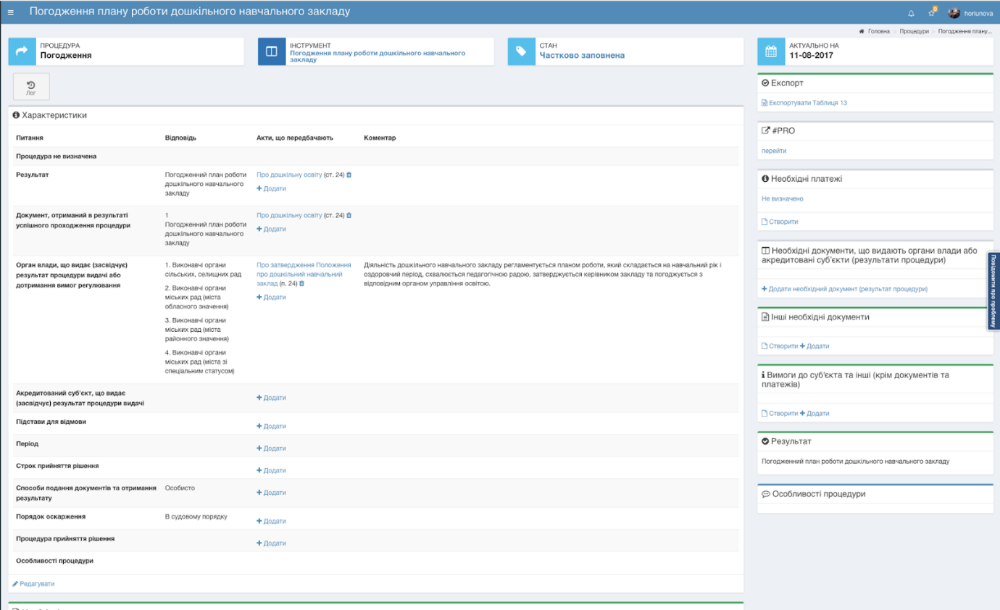 Погодження плану роботи дошкільного навчального закладу
0
horiunova
Головна > Процедури > Погодження плану...
ПРОЦЕДУРА
Погодження
ІНСТРУМЕНТ
Погодження плану роботи дошкільного навчального
закладу
СТАН
Частково заповнена
АКТУАЛЬНО НА
11-08-2017
Лог
Характеристики
Питання Відповідь Акти, що передбачають Коментар
Процедура не визначена
Результат
Погодженний план роботи
дошкільного навчального
закладу
Про дошкільну освіту (ст. 24)
Додати
Документ, отриманий в результаті
успішного проходження процедури
1
Погодженний план роботи
дошкільного навчального
закладу
Про дошкільну освіту (ст. 24)
Додати
Орган влади, що видає (засвідчує)
результат процедури видачі або
дотримання вимог регулювання
1. Виконавчі органи
сільських, селищних рад
2. Виконавчі органи
міських рад (міста
обласного значення)
3. Виконавчі органи
міських рад (міста
районного значення)
4. Виконавчі органи
міських рад (міста зі
спеціальним статусом)
Про затвердження Положення
про дошкільний навчальний
заклад (п. 24)
Додати
Діяльність дошкільного навчального закладу регламентується планом роботи, який складається на навчальний рік і
оздоровчий період, схвалюється педагогічною радою, затверджується керівником закладу та погоджується з
відповідним органом управління освітою.
Акредитований суб'єкт, що видає
(засвідчує) результат процедури видачі
Додати
Підстави для відмови
Додати
Період
Додати
Строк прийняття рішення
Додати
Способи подання документів та отримання
результату
Особисто
Додати
Порядок оскарження
В судовому порядку
Додати
Процедура прийняття рішення
Додати
Особливості процедури
Редагувати
Експорт
Експортувати Таблиця 13
#PRO
перейти
Необхідні платежі
Не визначено
Створити
Необхідні документи, що видають органи влади або
акредитовані суб'єкти (результати процедури)
Додати необхідний документ (результат процедури)
Інші необхідні документи
Створити Додати
Вимоги до суб'єкта та інші (крім документів та
платежів)
Створити Додати
Результат
Погодженний план роботи дошкільного навчального закладу
Особливості процедури
Повідомити про проблему